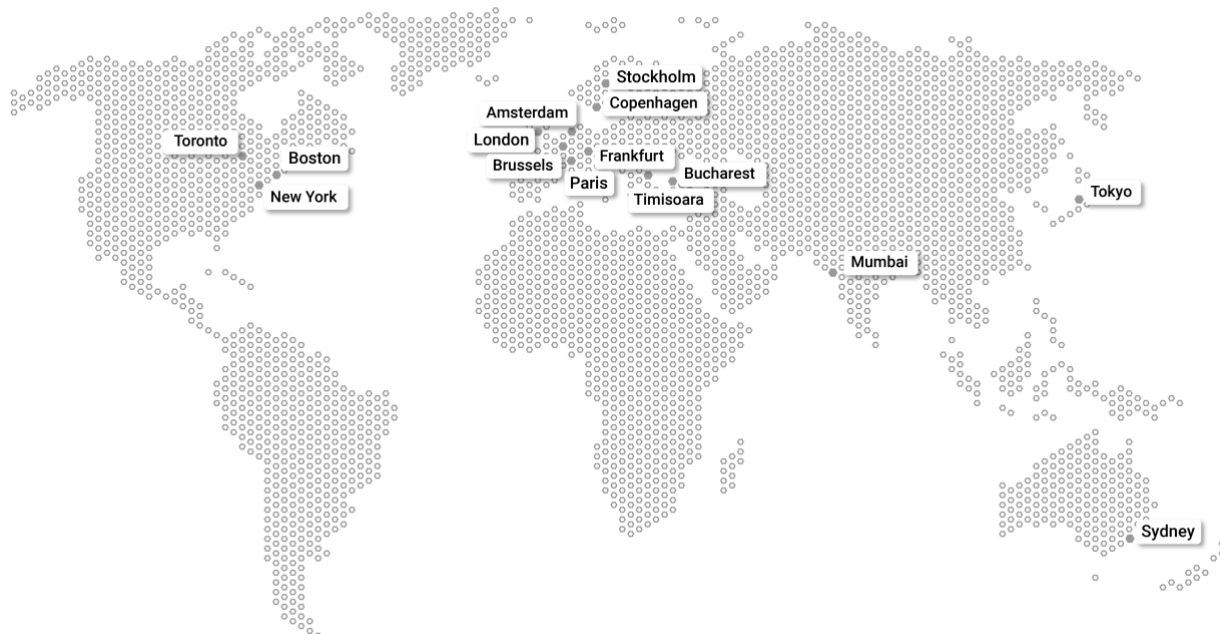 Stockholm
Copenhagen
Amsterdam
Toronto
London
Boston
Frankfurt
Brussels
Bucharest
Paris
New York
Timisoara
Tokyo
Mumbai
Sydney